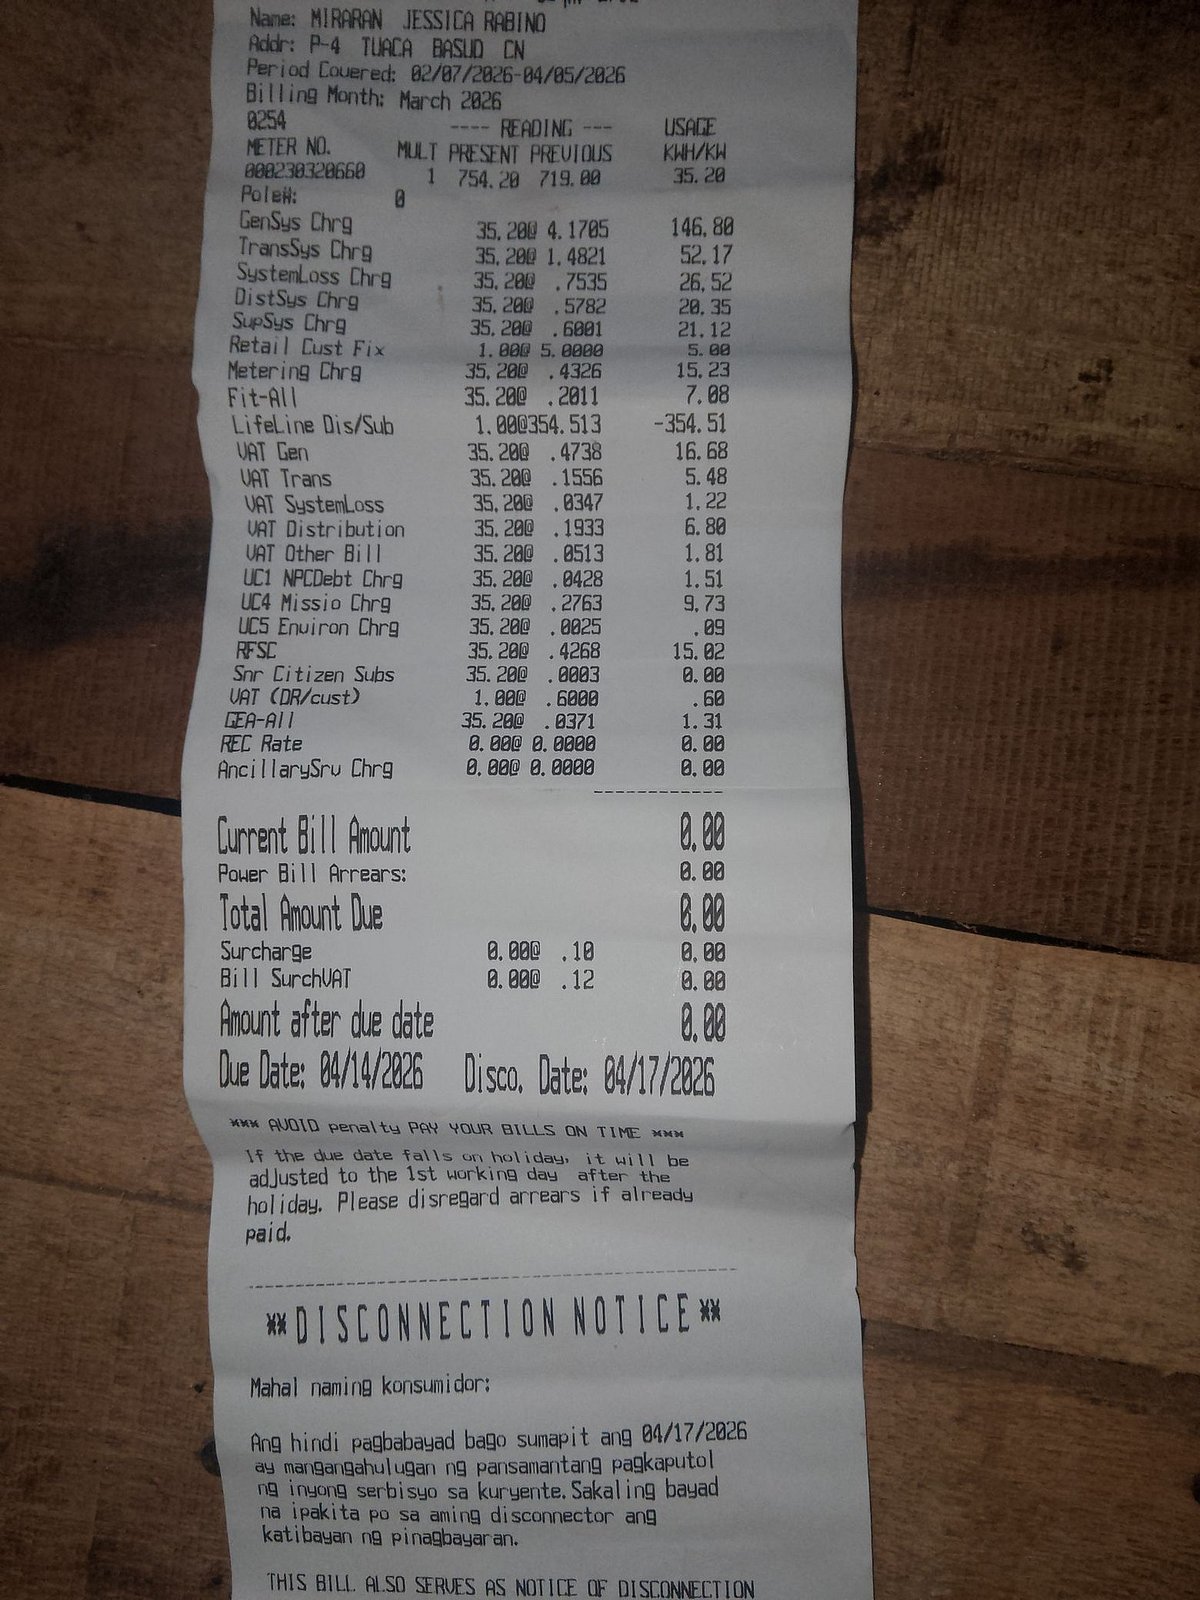 Name: MIRARAN JESSICA RABINO
Addr: P-4 TUACA BASUD CN
Period Covered: 02/07/2026-04/05/2026
Billing Month: March 2026
0254 ---- READING --- USAGE
METER NO. MULT PRESENT PREVIOUS KWH/KW
000230320660 1 754.20 719.00 35.20
Pole#: 0
GenSys Chrg 35.20@ 4.1705 146.80
TransSys Chrg 35.20@ 1.4821 52.17
SystemLoss Chrg 35.20@ .7535 26.52
DistSys Chrg 35.20@ .5782 20.35
SupSys Chrg 35.20@ .6001 21.12
Retail Cust Fix 1.00@ 5.0000 5.00
Metering Chrg 35.20@ .4326 15.23
Fit-All 35.20@ .2011 7.08
LifeLine Dis/Sub 1.00@354.513 -354.51
VAT Gen 35.20@ .4738 16.68
VAT Trans 35.20@ .1556 5.48
VAT SystemLoss 35.20@ .0347 1.22
VAT Distribution 35.20@ .1933 6.80
VAT Other Bill 35.20@ .0513 1.81
UC1 NPCDebt Chrg 35.20@ .0428 1.51
UC4 Missio Chrg 35.20@ .2763 9.73
UC5 Environ Chrg 35.20@ .0025 .09
RFSC 35.20@ .4268 15.02
Snr Citizen Subs 35.20@ .0003 0.00
VAT (DR/cust) 1.00@ .6000 .60
GEA-All 35.20@ .0371 1.31
REC Rate 0.00@ 0.0000 0.00
AncillarySrv Chrg 0.00@ 0.0000 0.00
Current Bill Amount 0.00
Power Bill Arrears: 0.00
Total Amount Due 0.00
Surcharge 0.00@ .10 0.00
Bill SurchVAT 0.00@ .12 0.00
Amount after due date 0.00
Due Date: 04/14/2026 Disco. Date: 04/17/2026
*** AVOID penalty PAY YOUR BILLS ON TIME ***
If the due date falls on holiday, it will be
adjusted to the 1st working day after the
holiday. Please disregard arrears if already
paid.
**DISCONNECTION NOTICE**
Mahal naming konsumidor:
Ang hindi pagbabayad bago sumapit ang 04/17/2026
ay mangangahulugan ng pansamantang pagkaputol
ng inyong serbisyo sa kuryente. Sakaling bayad
na ipakita po sa aming disconnector ang
katibayan ng pinagbayaran.
THIS BILL ALSO SERVES AS NOTICE OF DISCONNECTION